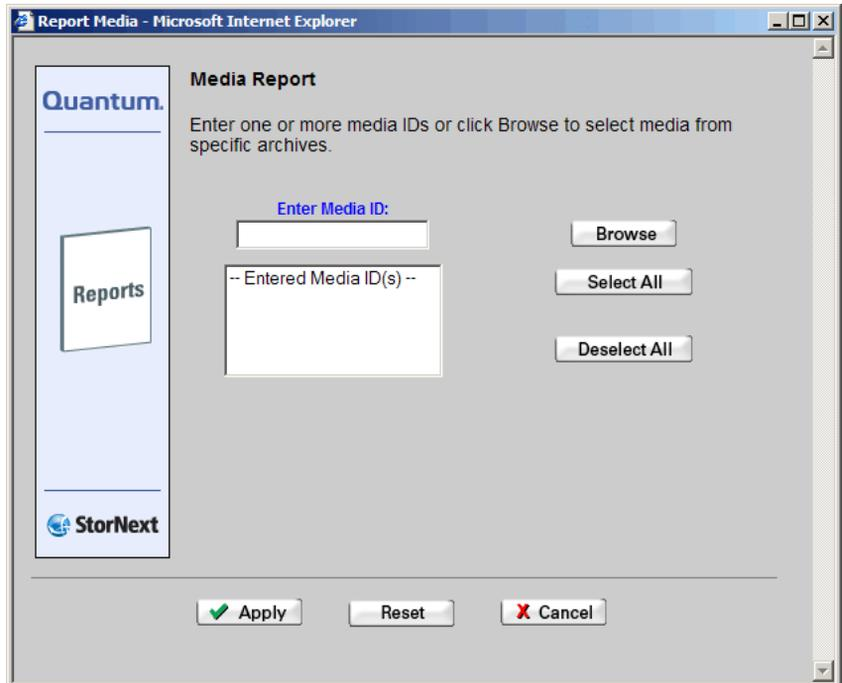 Report Media - Microsoft Internet Explorer
Quantum.
Media Report
Enter one or more media IDs or click Browse to select media from
specific archives.
Enter Media ID:
Browse
-- Entered Media ID(s) --
Select All
Deselect All
Reports
StorNext
Apply
Reset
X Cancel